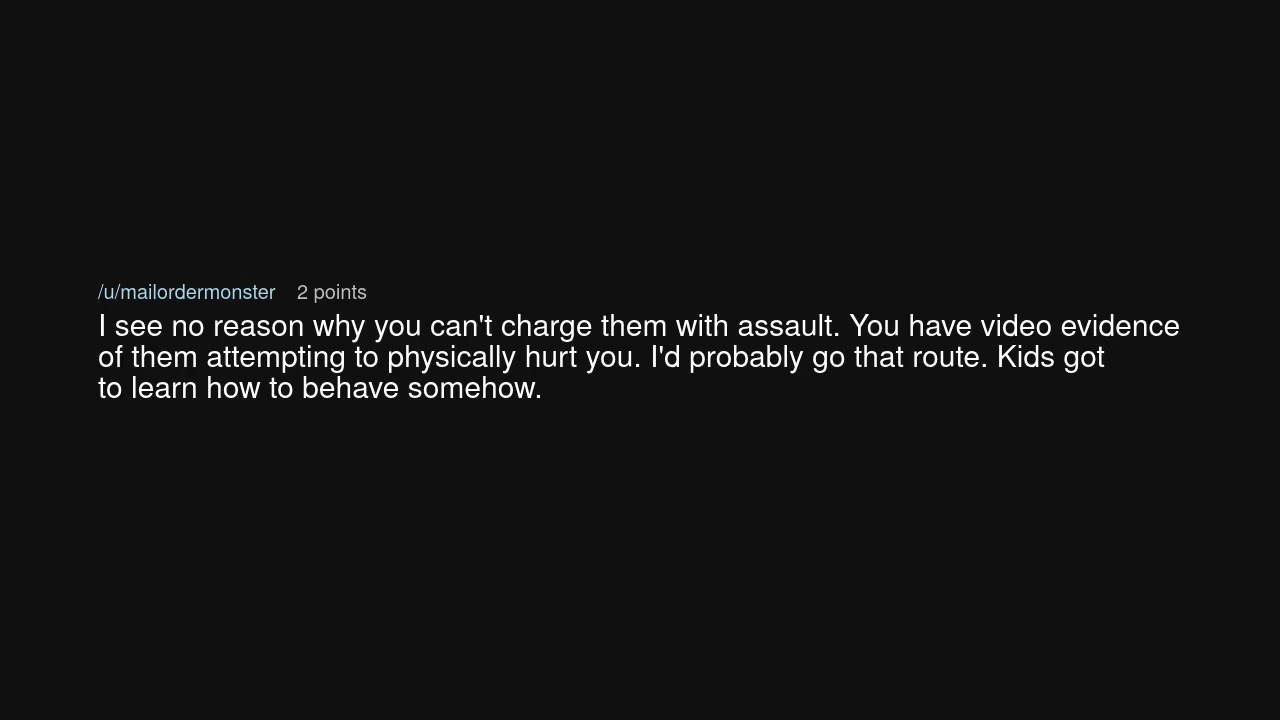 /u/mailordermonster 2 points
I see no reason why you can't charge them with assault. You have video evidence
of them attempting to physically hurt you. I'd probably go that route. Kids got
to learn how to behave somehow.